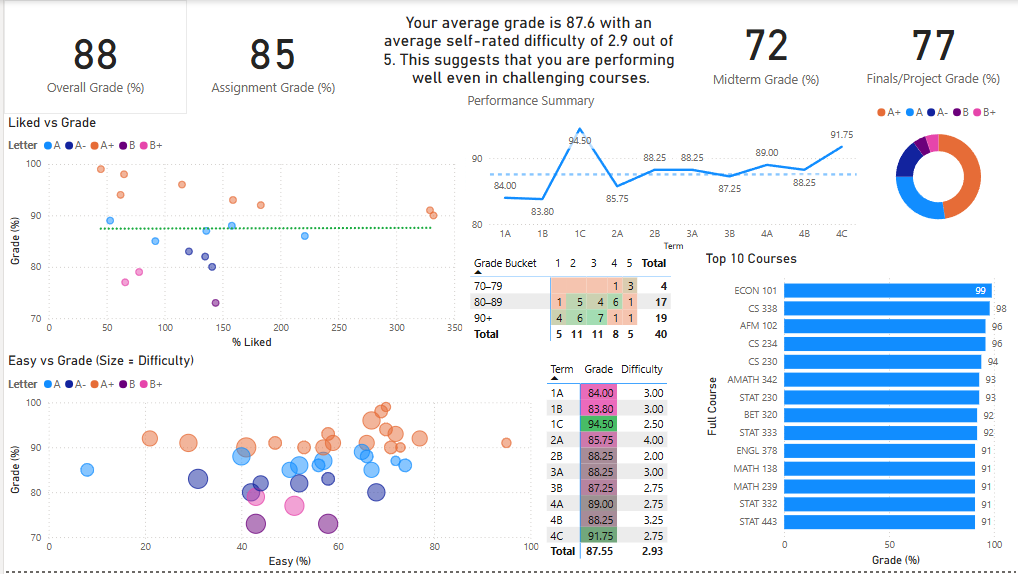 88
Overall Grade (%)
85
Assignment Grade (%)
Your average grade is 87.6 with an
average self-rated difficulty of 2.9 out of
5. This suggests that you are performing
well even in challenging courses.
Performance Summary
72
Midterm Grade (%)
77
Finals/Project Grade (%)
Liked vs Grade
Letter A A- A+ B B+
100
90
80
70
Grade (%)
0 50 100 150 200 250 300 350
% Liked
90
80
84.00
83.80
94.50
85.75
88.25
88.25
87.25
89.00
88.25
91.75
1A 1B 1C 2A 2B 3A 3B 4A 4B 4C
Term
A+ A A- B B+
Grade Bucket 1 2 3 4 5 Total
70–79 1 3 4
80–89 1 5 4 6 1 17
90+ 4 6 7 1 1 19
Total 5 11 11 8 5 40
Easy vs Grade (Size = Difficulty)
Letter A A- A+ B B+
100
90
80
70
Grade (%)
0 20 40 60 80 100
Easy (%)
Term Grade Difficulty
1A 84.00 3.00
1B 83.80 3.00
1C 94.50 2.50
2A 85.75 4.00
2B 88.25 2.00
3A 88.25 3.00
3B 87.25 2.75
4A 89.00 2.75
4B 88.25 3.25
4C 91.75 2.75
Total 87.55 2.93
Top 10 Courses
Full Course
ECON 101 99
CS 338 98
AFM 102 96
CS 234 96
CS 230 94
AMATH 342 93
STAT 230 93
BET 320 92
STAT 333 92
ENGL 378 91
MATH 138 91
MATH 239 91
STAT 332 91
STAT 443 91
0 50 100
Grade (%)